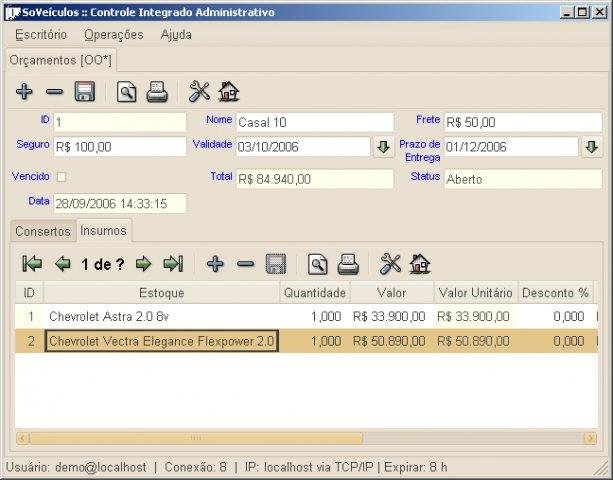 SoVeículos :: Controle Integrado Administrativo
Escritório Operações Ajuda
Orçamentos [OO*]
ID 1 Nome Casal 10 Frete R$ 50,00
Seguro R$ 100,00 Validade 03/10/2006 Prazo de Entrega 01/12/2006
Vencido Total R$ 84.940,00 Status Aberto
Data 28/09/2006 14:33:15
Consertos Insumos
1 de ?
ID Estoque Quantidade Valor Valor Unitário Desconto %
1 Chevrolet Astra 2.0 8v 1,000 R$ 33.900,00 R$ 33.900,00 0,000
2 Chevrolet Vectra Elegance Flexpower 2.0 1,000 R$ 50.890,00 R$ 50.890,00 0,000
Usuário: demo@localhost | Conexão: 8 | IP: localhost via TCP/IP | Expirar: 8 h